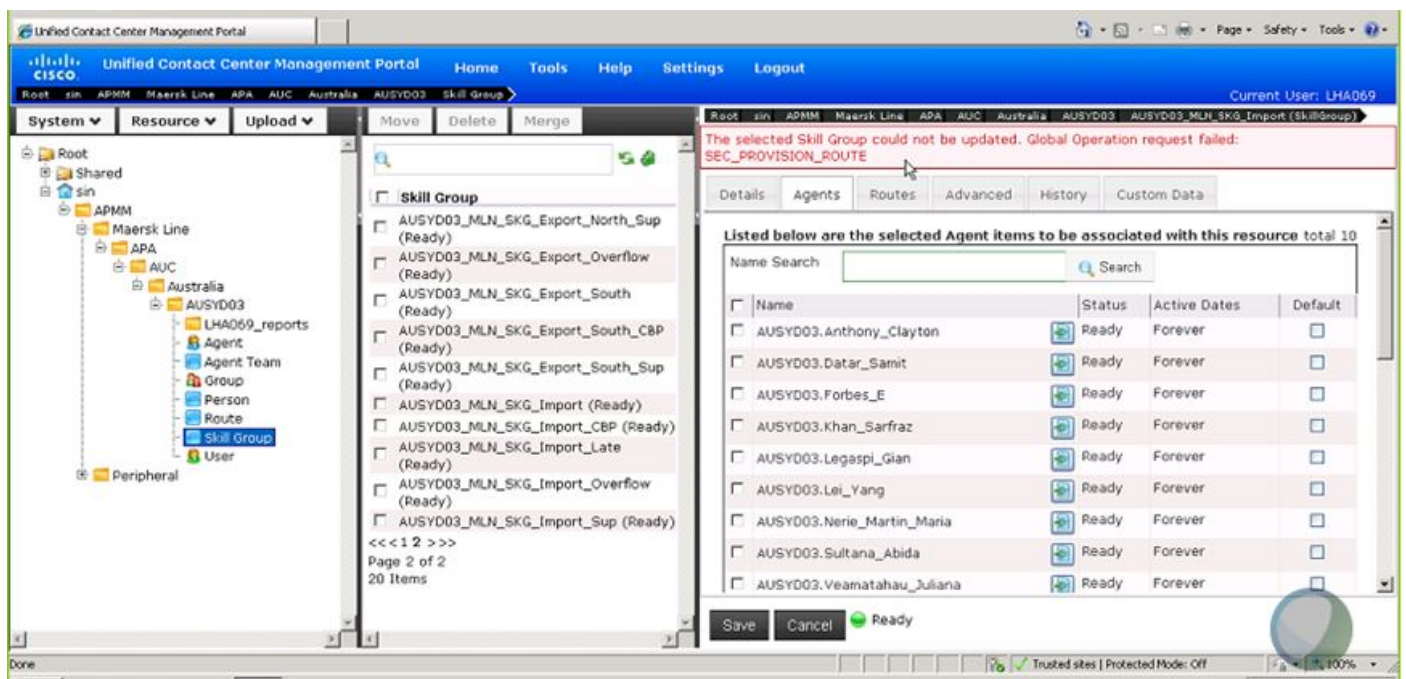 Unified Contact Center Management Portal
Page Safety Tools
CISCO. Unified Contact Center Management Portal Home Tools Help Settings Logout
Root sin APMM Maersk Line APA AUC Australia AUSYD03 Skill Group
Current User: LHA069
System Resource Upload
Root
Shared
sin
APMM
Maersk Line
APA
AUC
Australia
AUSYD03
LHA069_reports
Agent
Agent Team
Group
Person
Route
Skill Group
User
Peripheral
Move Delete Merge
Skill Group
AUSYD03_MLN_SKG_Export_North_Sup
(Ready)
AUSYD03_MLN_SKG_Export_Overflow
(Ready)
AUSYD03_MLN_SKG_Export_South
(Ready)
AUSYD03_MLN_SKG_Export_South_CBP
(Ready)
AUSYD03_MLN_SKG_Export_South_Sup
(Ready)
AUSYD03_MLN_SKG_Import (Ready)
AUSYD03_MLN_SKG_Import_CBP (Ready)
AUSYD03_MLN_SKG_Import_Late
(Ready)
AUSYD03_MLN_SKG_Import_Overflow
(Ready)
AUSYD03_MLN_SKG_Import_Sup (Ready)
<<<1 2 >>>
Page 2 of 2
20 Items
Root sin APMM Maersk Line APA AUC Australia AUSYD03 AUSYD03_MLN_SKG_Import (SkillGroup)
The selected Skill Group could not be updated. Global Operation request failed:
SEC_PROVISION_ROUTE
Details Agents Routes Advanced History Custom Data
Listed below are the selected Agent items to be associated with this resource total 10
Name Search Search
Name Status Active Dates Default
AUSYD03.Anthony_Clayton Ready Forever
AUSYD03.Datar_Samit Ready Forever
AUSYD03.Forbes_E Ready Forever
AUSYD03.Khan_Sarfraz Ready Forever
AUSYD03.Legaspi_Gian Ready Forever
AUSYD03.Lei_Yang Ready Forever
AUSYD03.Nerie_Martin_Maria Ready Forever
AUSYD03.Sultana_Abida Ready Forever
AUSYD03.Veamatahau_Juliana Ready Forever
Save Cancel Ready
Done
Trusted sites | Protected Mode: Off
100%